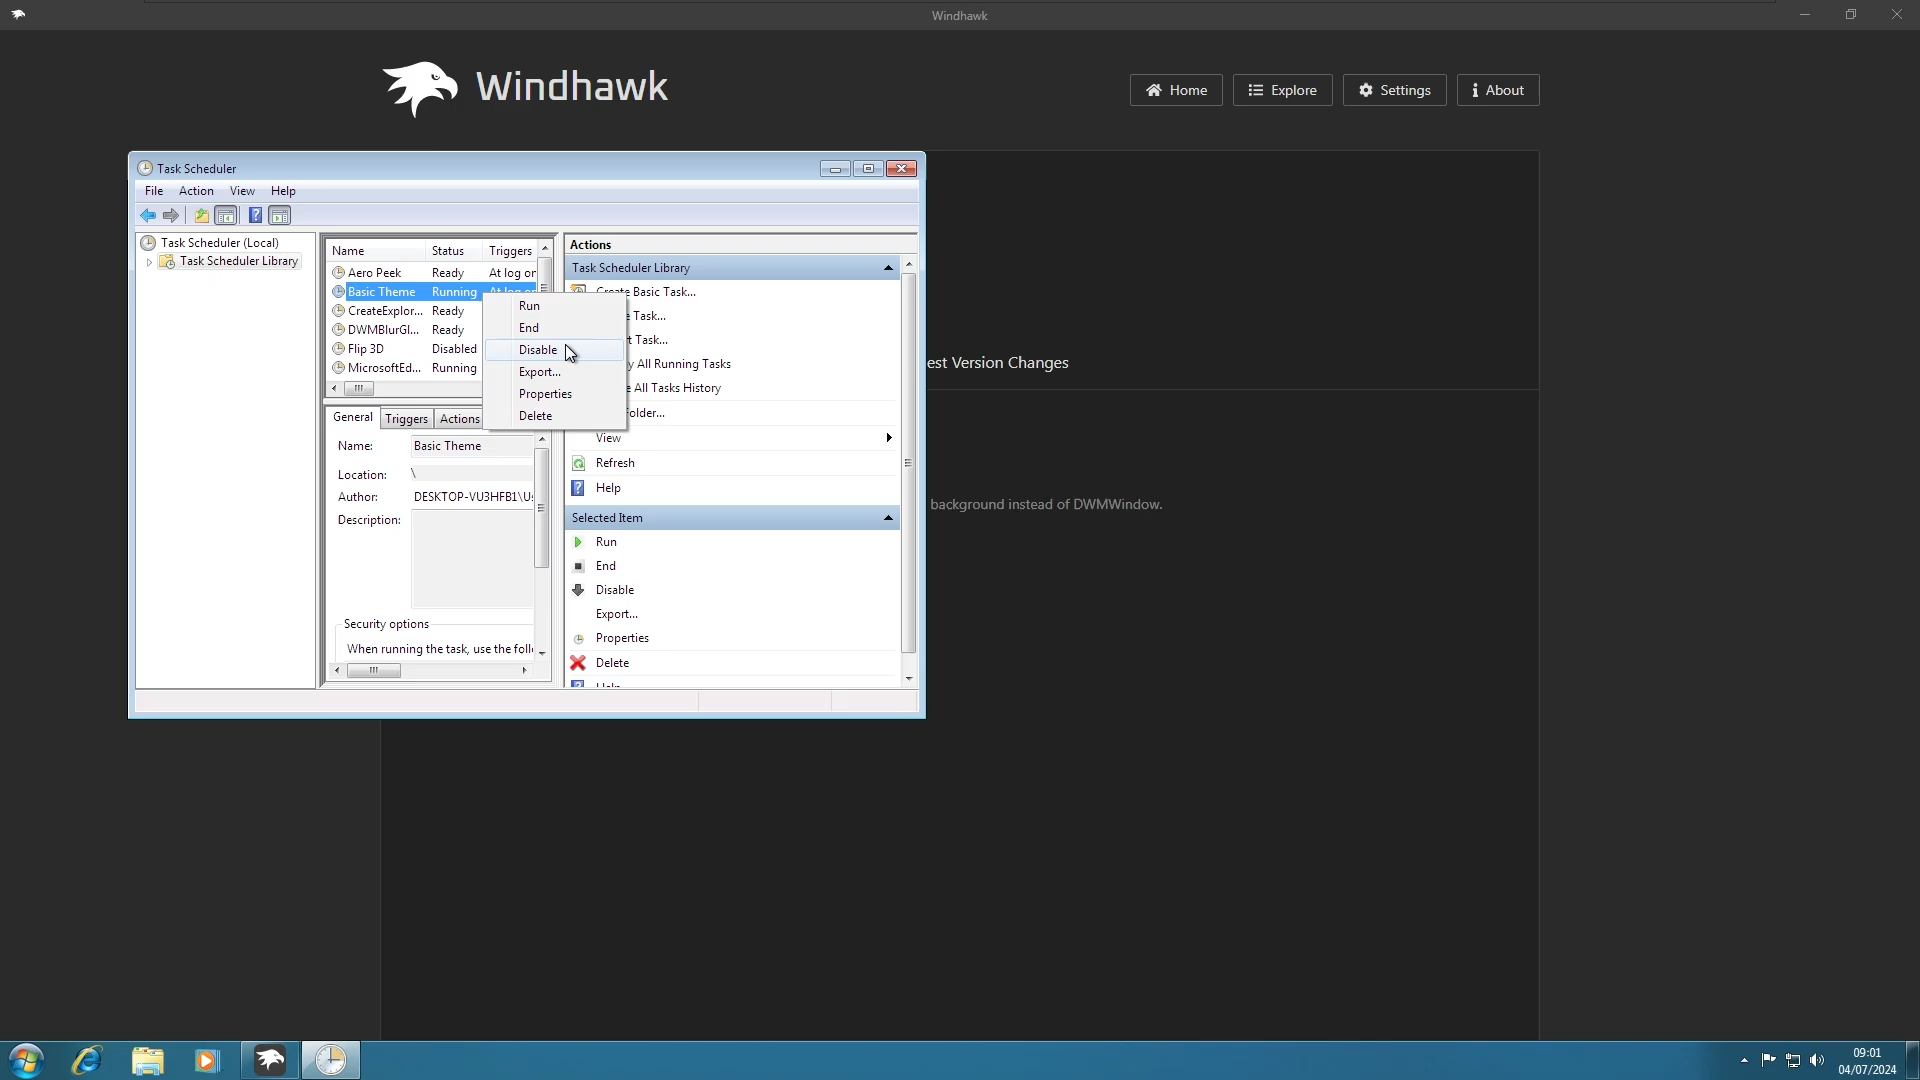 Windhawk
Windhawk
Home
Explore
Settings
About
Task Scheduler
File Action View Help
Task Scheduler (Local)
Task Scheduler Library
Name Status Triggers
Aero Peek Ready At log on
Basic Theme Running At log on
CreateExplor... Ready
DWMBlurGl... Ready
Flip 3D Disabled
MicrosoftEd... Running
Run
End
Disable
Export...
Properties
Delete
General Triggers Actions
Name: Basic Theme
Location: \
Author: DESKTOP-VU3HFB1\Us
Description:
Security options
When running the task, use the foll
Actions
Task Scheduler Library
Create Basic Task...
Task...
Task...
All Running Tasks
All Tasks History
Folder...
View
Refresh
Help
Selected Item
Run
End
Disable
Export...
Properties
Delete
Help
est Version Changes
background instead of DWMWindow.
09:01
04/07/2024